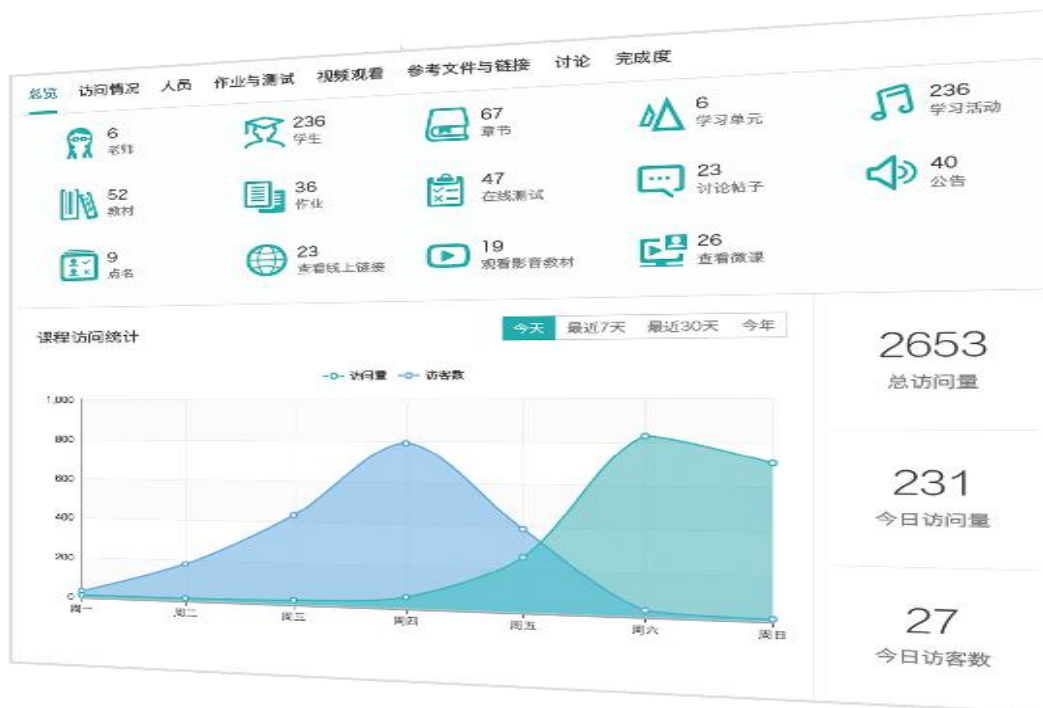 总览 访问情况 人员 作业与测试 视频观看 参考文件与链接 讨论 完成度
6 236 67 6 236
老师 学生 章节 学习单元 学习活动
52 36 47 23 40
教材 作业 在线测试 讨论帖子 公告
9 23 19 26
点名 查看线上链接 观看影音教材 查看微课
课程访问统计 今天 最近7天 最近30天 今年
访问量 访客数
1,000
800
600
400
200
0
周一 周二 周三 周四 周五 周六 周日
2653
总访问量
231
今日访问量
27
今日访客数